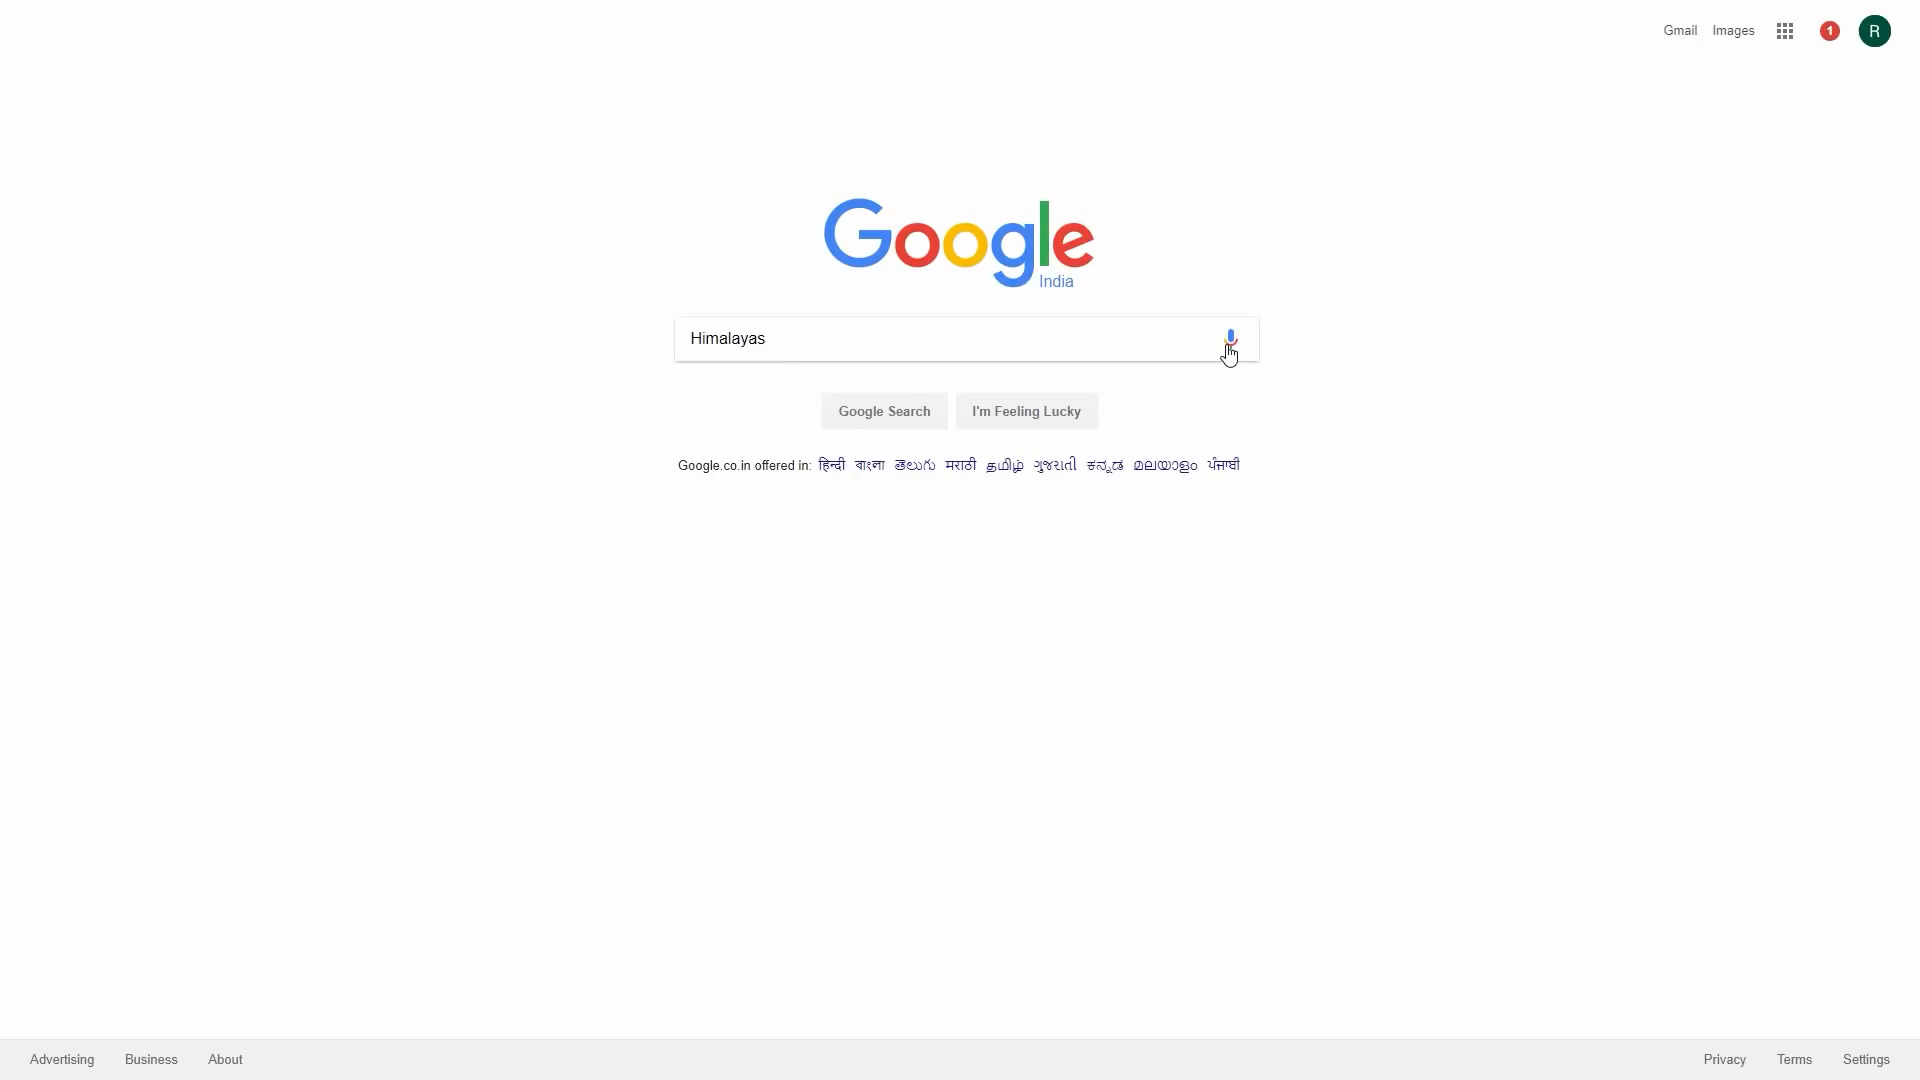 Gmail Images 1 R
Google
India
Himalayas
Google Search I'm Feeling Lucky
Google.co.in offered in: हिन्दी বাংলা తెలుగు मराठी தமிழ் ગુજરાતી ಕನ್ನಡ മലയാളം ਪੰਜਾਬੀ
Advertising Business About Privacy Terms Settings